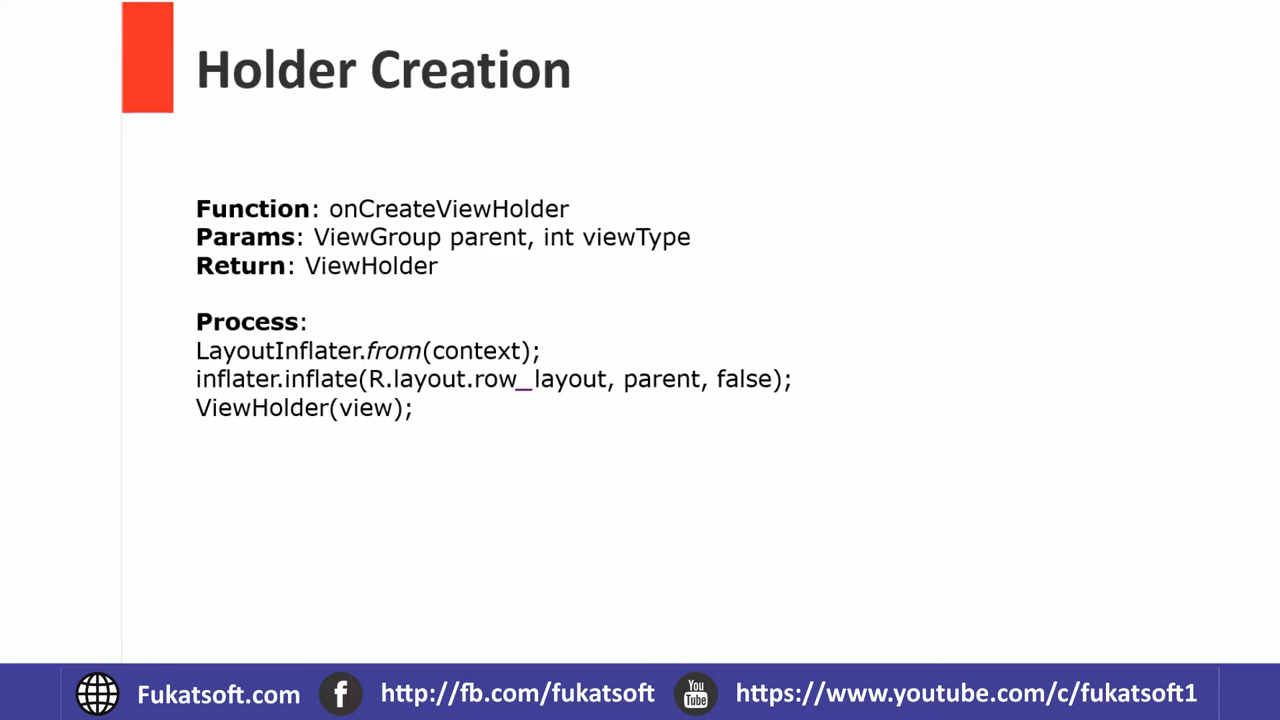 Holder Creation
Function: onCreateViewHolder
Params: ViewGroup parent, int viewType
Return: ViewHolder
Process:
LayoutInflater.from(context);
inflater.inflate(R.layout.row_layout, parent, false);
ViewHolder(view);
Fukatsoft.com f http://fb.com/fukatsoft You Tube https://www.youtube.com/c/fukatsoft1